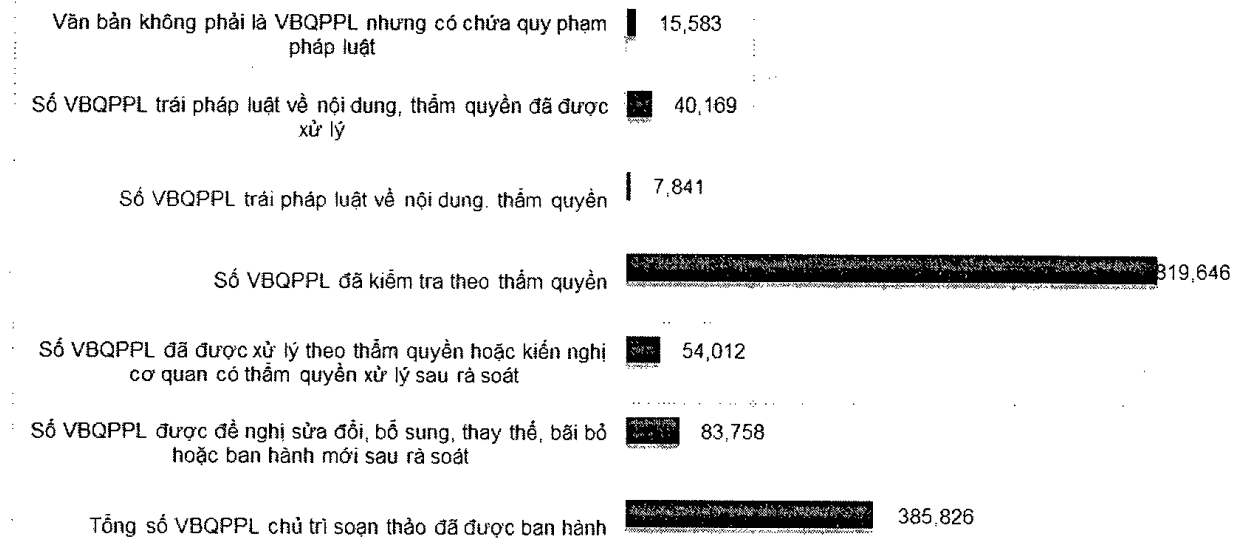 Văn bản không phải là VBQPPL nhưng có chứa quy phạm
pháp luật
15,583
Số VBQPPL trái pháp luật về nội dung, thẩm quyền đã được
xử lý
40,169
Số VBQPPL trái pháp luật về nội dung. thẩm quyền
7,841
Số VBQPPL đã kiểm tra theo thẩm quyền
819,646
Số VBQPPL đã được xử lý theo thẩm quyền hoặc kiến nghị
cơ quan có thẩm quyền xử lý sau rà soát
54,012
Số VBQPPL được đề nghị sửa đổi, bổ sung, thay thế, bãi bỏ
hoặc ban hành mới sau rà soát
83,758
Tổng số VBQPPL chủ trì soạn thảo đã được ban hành
385,826